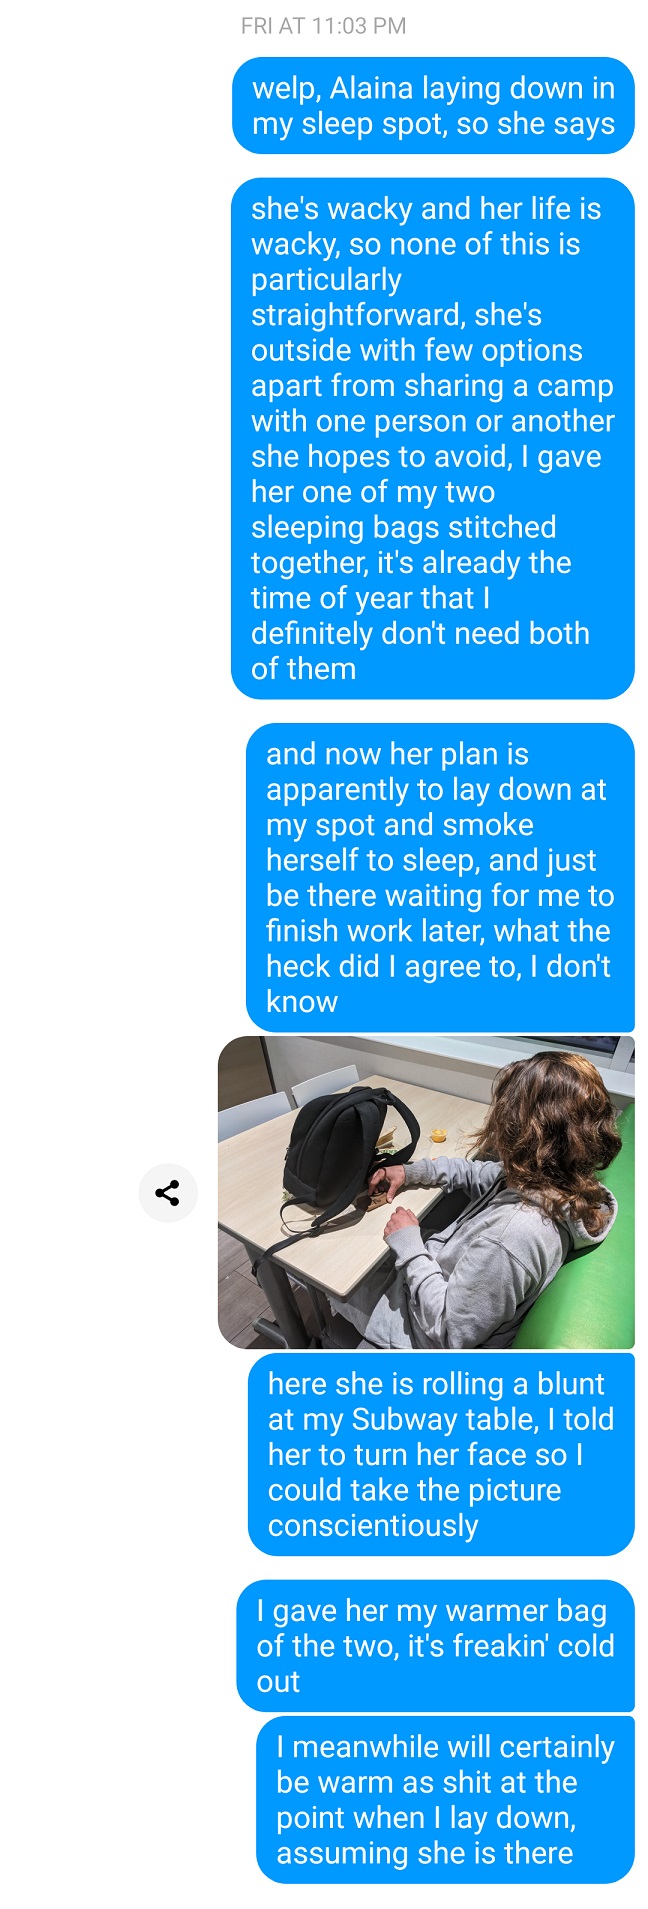 FRI AT 11:03 PM
welp, Alaina laying down in
my sleep spot, so she says
she's wacky and her life is
wacky, so none of this is
particularly
straightforward, she's
outside with few options
apart from sharing a camp
with one person or another
she hopes to avoid, I gave
her one of my two
sleeping bags stitched
together, it's already the
time of year that I
definitely don't need both
of them
and now her plan is
apparently to lay down at
my spot and smoke
herself to sleep, and just
be there waiting for me to
finish work later, what the
heck did I agree to, I don't
know
here she is rolling a blunt
at my Subway table, I told
her to turn her face so I
could take the picture
conscientiously
I gave her my warmer bag
of the two, it's freakin' cold
out
I meanwhile will certainly
be warm as shit at the
point when I lay down,
assuming she is there